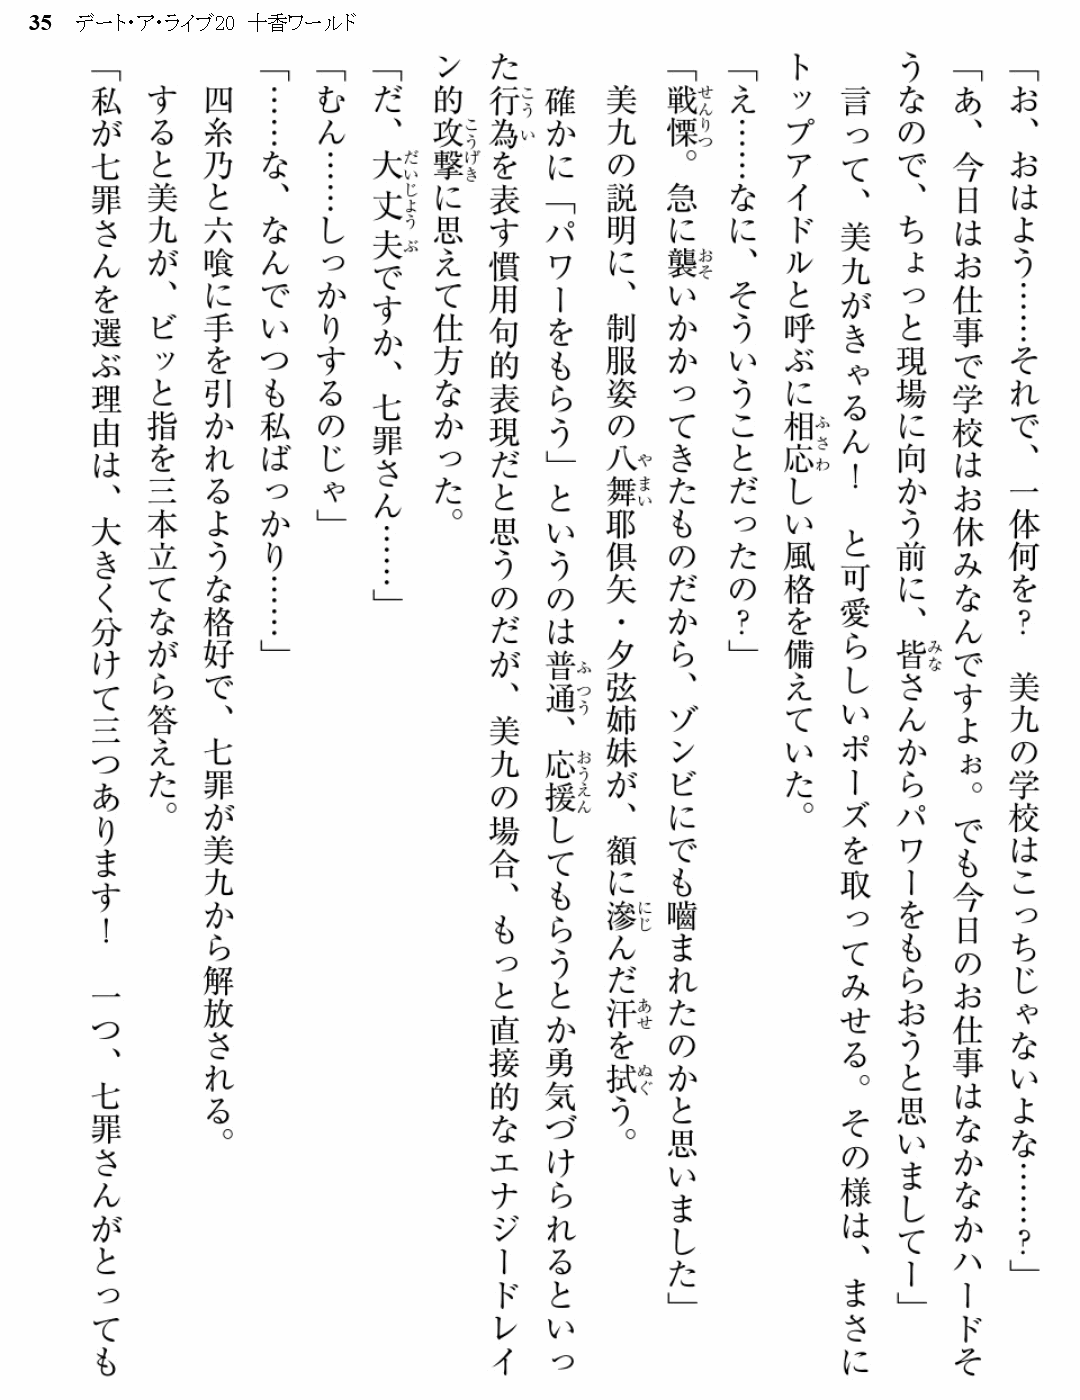 35 デート・ア・ライブ20 十香ワールド
「お、おはよう……それで、一体何を？　美九の学校はこっちじゃないよな……？」
「あ、今日はお仕事で学校はお休みなんですよぉ。でも今日のお仕事はなかなかハードそ
うなので、ちょっと現場に向かう前に、皆さんからパワーをもらおうと思いましてー」
言って、美九がきゃるん！　と可愛らしいポーズを取ってみせる。その様は、まさに
トップアイドルと呼ぶに相応しい風格を備えていた。
「え……なに、そういうことだったの？」
「戦慄。急に襲いかかってきたものだから、ゾンビにでも嚙まれたのかと思いました」
美九の説明に、制服姿の八舞耶俱矢・夕弦姉妹が、額に滲んだ汗を拭う。
確かに「パワーをもらう」というのは普通、応援してもらうとか勇気づけられるといっ
た行為を表す慣用句的表現だと思うのだが、美九の場合、もっと直接的なエナジードレイ
ン的攻撃に思えて仕方なかった。
「だ、大丈夫ですか、七罪さん……」
「むん……しっかりするのじゃ」
「……な、なんでいつも私ばっかり……」
四糸乃と六喰に手を引かれるような格好で、七罪が美九から解放される。
すると美九が、ビッと指を三本立てながら答えた。
「私が七罪さんを選ぶ理由は、大きく分けて三つあります！　一つ、七罪さんがとっても